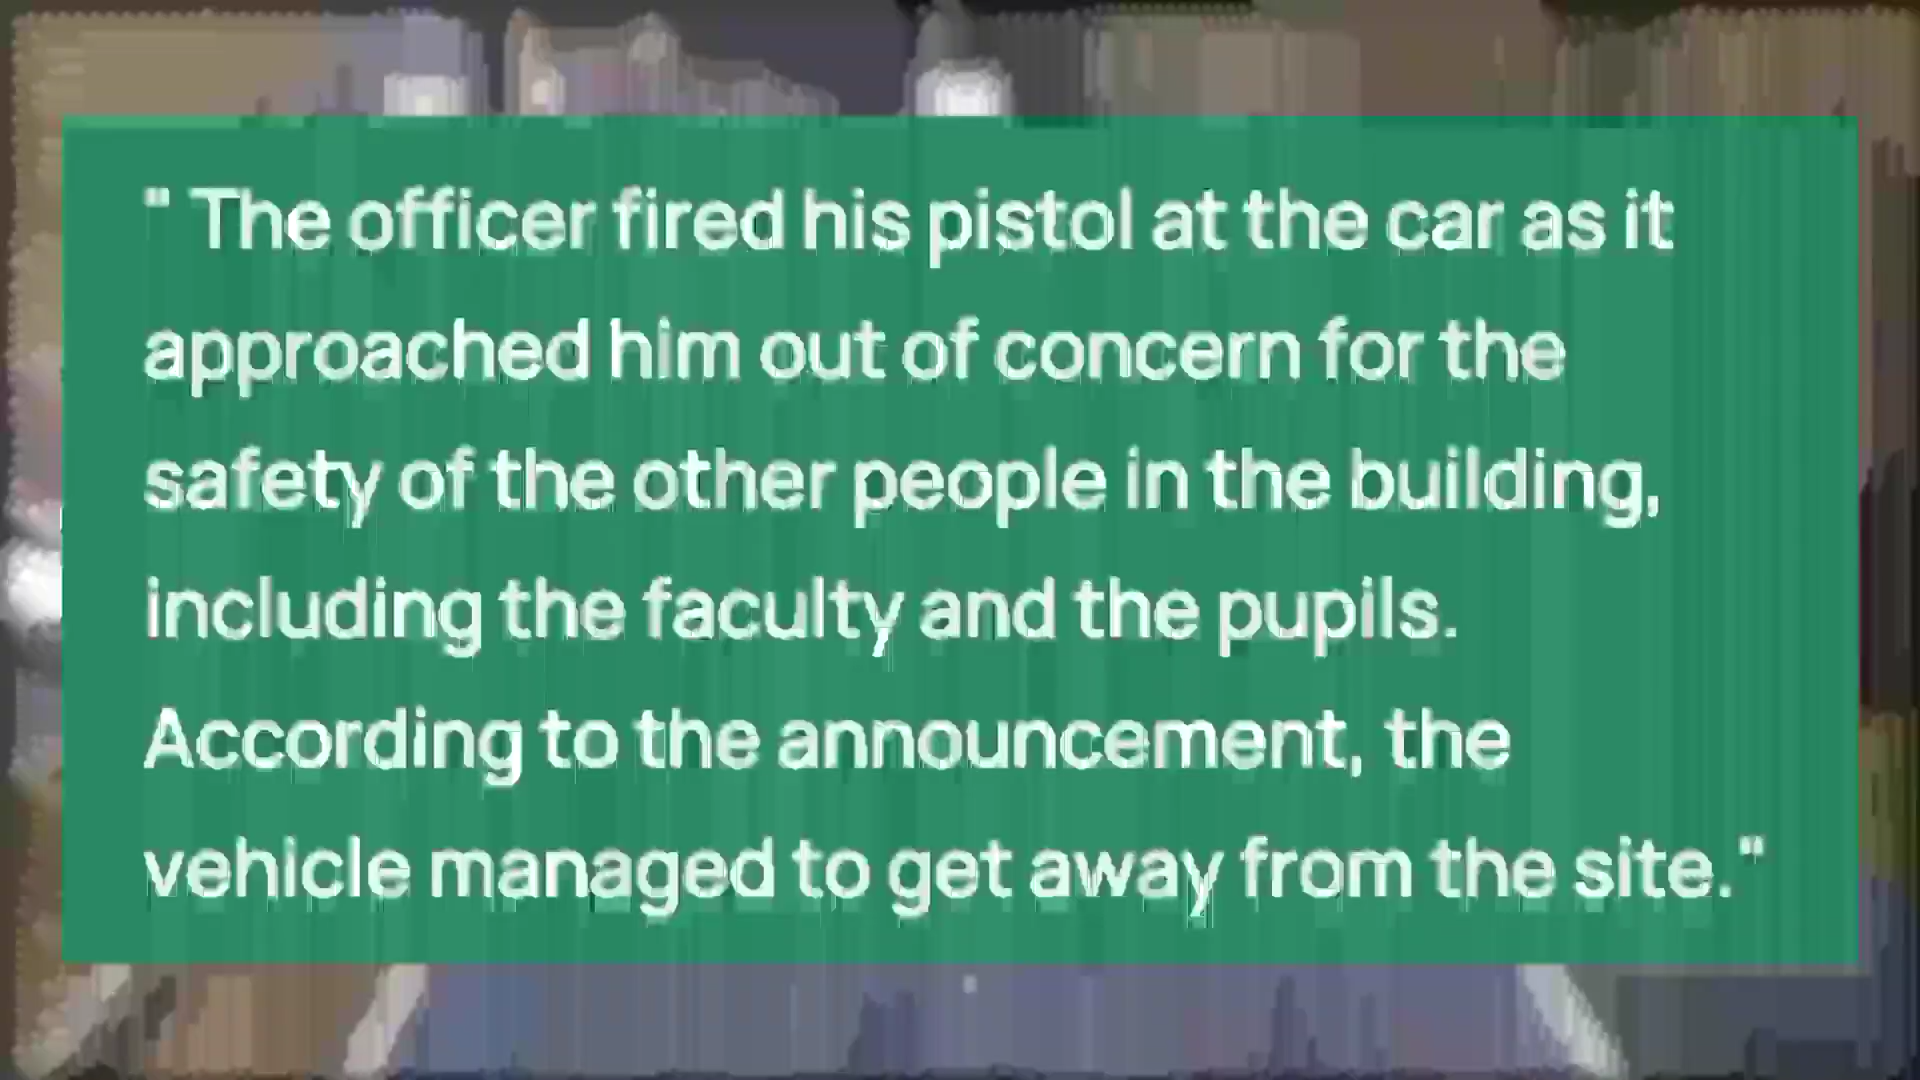 " The officer fired his pistol at the car as it
approached him out of concern for the
safety of the other people in the building,
including the faculty and the pupils.
According to the announcement, the
vehicle managed to get away from the site."